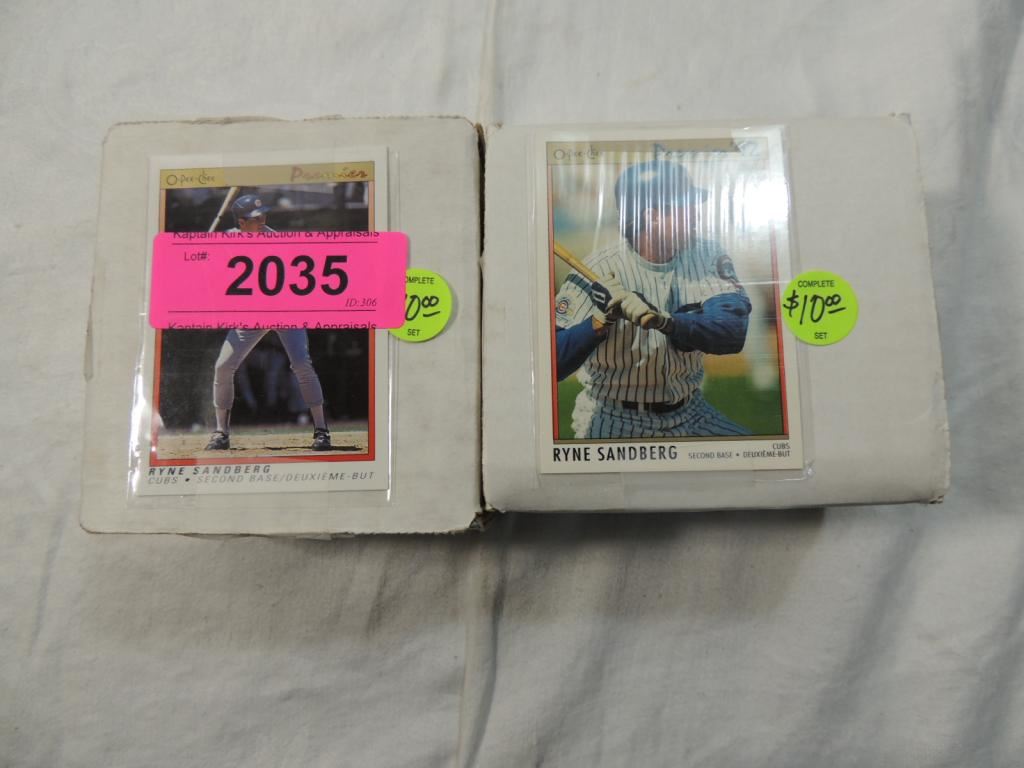 O-Pee-Chee
Premier
Kaptain Kirk's Auction & Appraisals
Lot#:
2035
ID:306
Kaptain Kirk's Auction & Appraisals
SET
RYNE SANDBERG
CUBS • SECOND BASE/DEUXIÈME-BUT
O-Pee-Chee
Premier
COMPLETE
$10.00
SET
RYNE SANDBERG
CUBS
SECOND BASE • DEUXIÈME-BUT